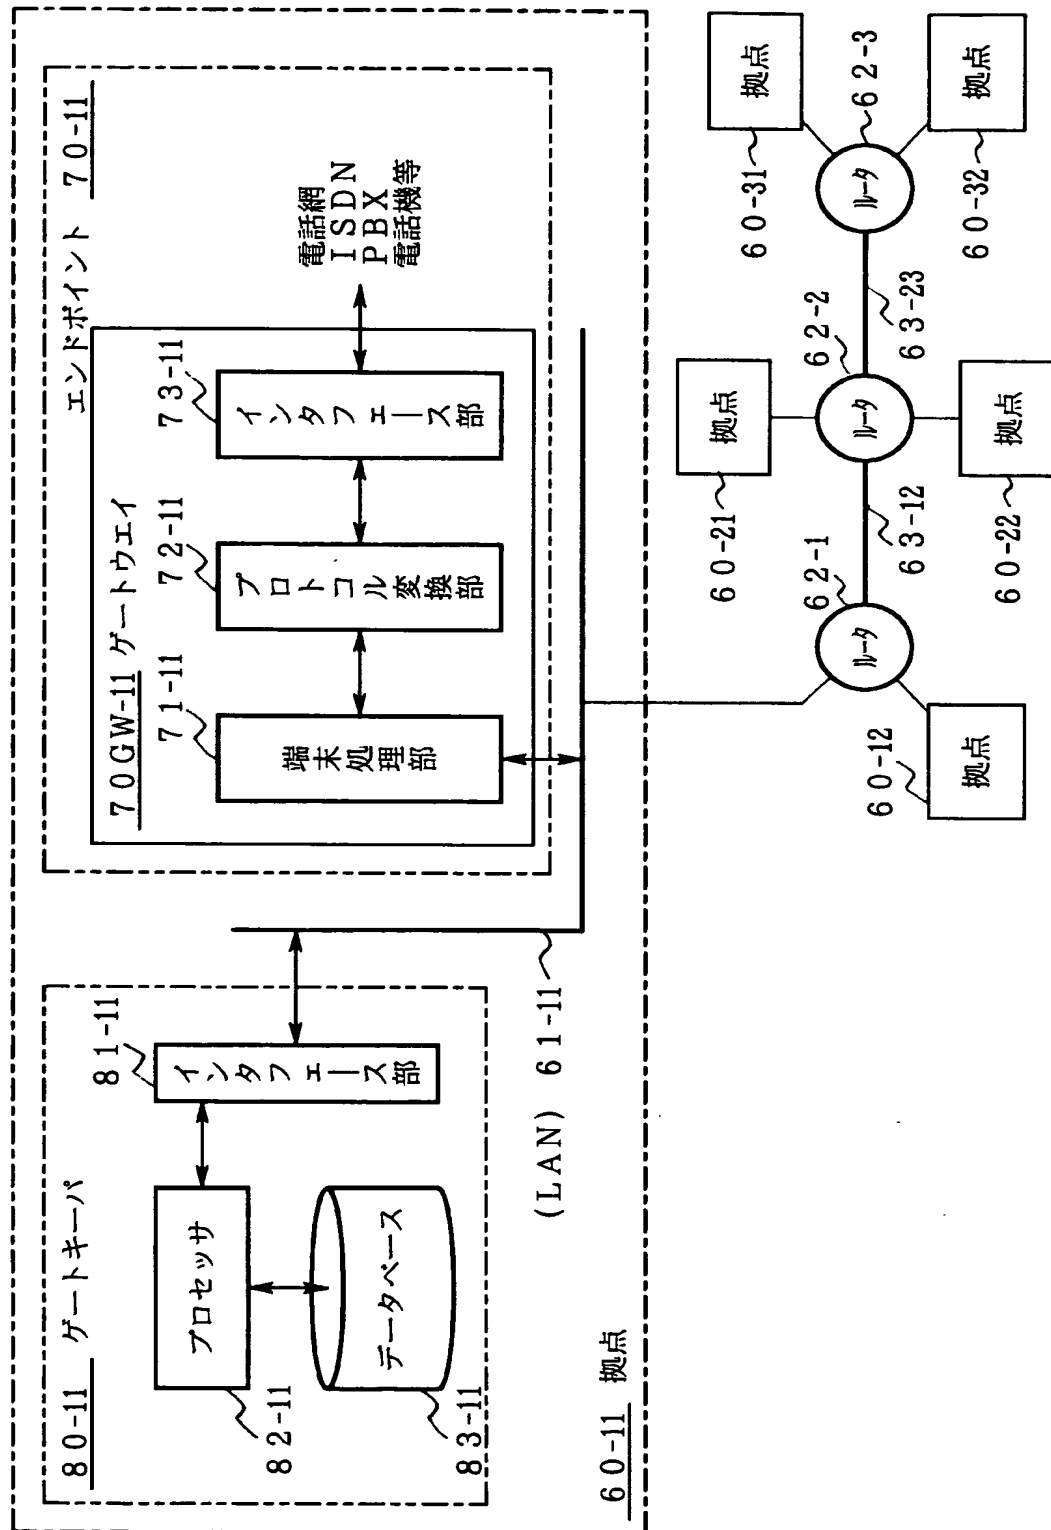 80-11 ゲートキーパ
エンドポイント 70-11
70GW-11 ゲートウエイ
81-11
71-11
72-11
73-11
プロセッサ
インタフェース部
端末処理部
プロトコル変換部
インタフェース部
電話網
ISDN
PBX
電話機等
82-11
データベース
83-11
(LAN) 61-11
60-11 拠点
60-12
拠点
ルータ
62-1
63-12
60-21
拠点
ルータ
62-2
60-22
拠点
63-23
60-31
拠点
ルータ
62-3
60-32
拠点